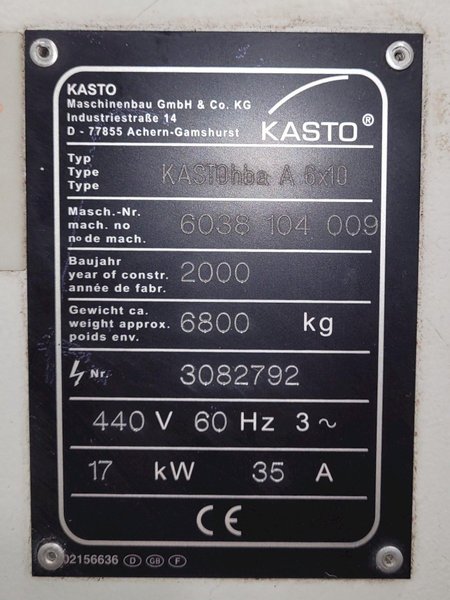 KASTO
Maschinenbau GmbH & Co. KG
Industriestraße 14
D - 77855 Achern-Gamshurst
KASTO®
Typ
Type
Type
KASTOhba A 6x10
Masch.-Nr.
mach. no
no de mach.
6038 104 009
Baujahr
year of constr.
année de fabr.
2000
Gewicht ca.
weight approx.
poids env.
6800 kg
Nr.
3082792
440 V 60 Hz 3 ~
17 kW 35 A
CE
02156636 D GB F